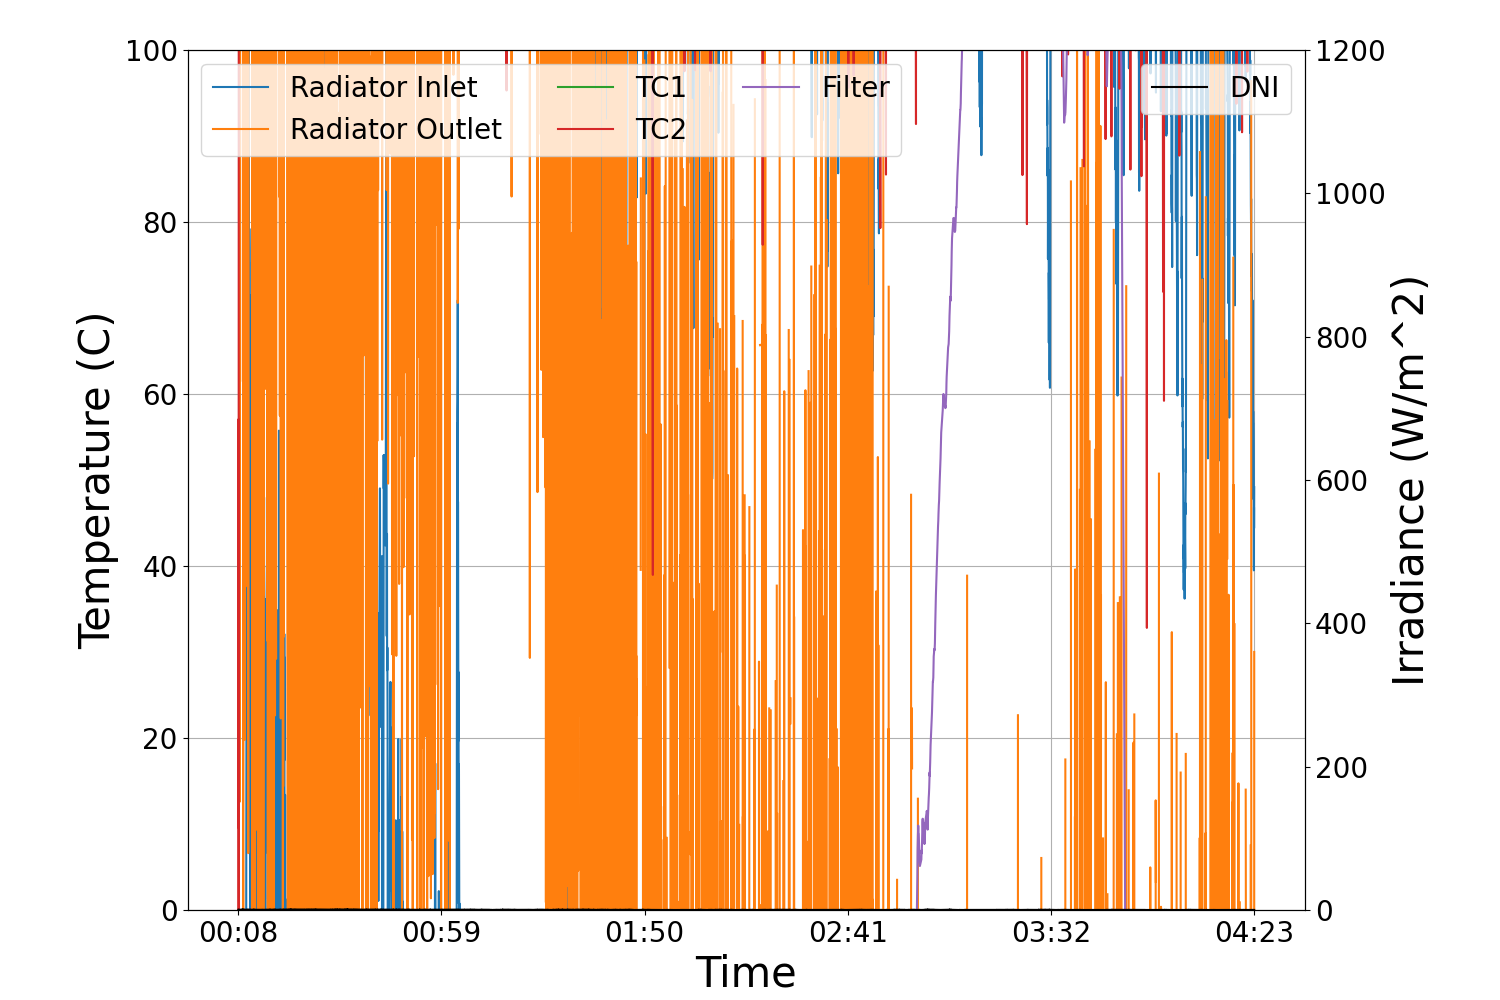 Radiator Inlet
Radiator Outlet
TC1
TC2
Filter
DNI
100
80
60
40
20
0
1200
1000
800
600
400
200
0
00:08 00:59 01:50 02:41 03:32 04:23
Time
Temperature (C)
Irradiance (W/m^2)